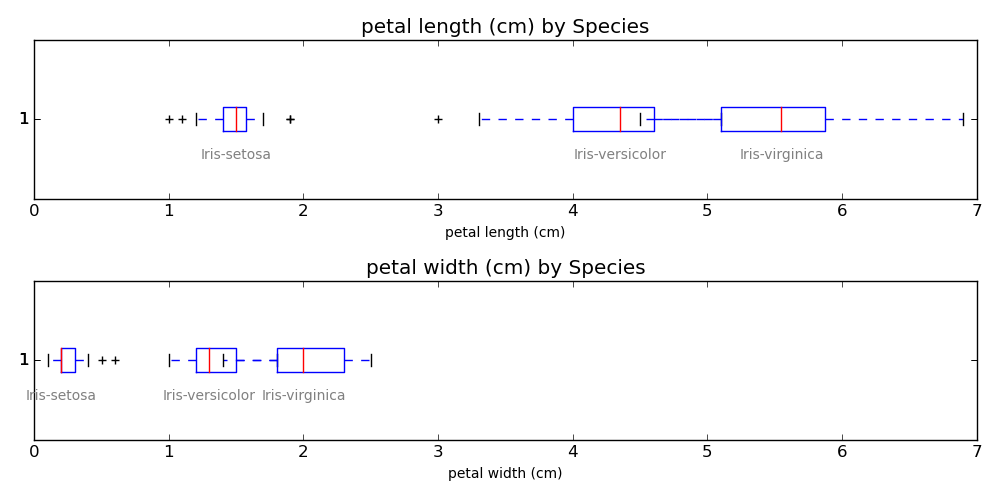 petal length (cm) by Species
1
Iris-setosa Iris-versicolor Iris-virginica
0 1 2 3 4 5 6 7
petal length (cm)
petal width (cm) by Species
1
Iris-setosa Iris-versicolor Iris-virginica
0 1 2 3 4 5 6 7
petal width (cm)